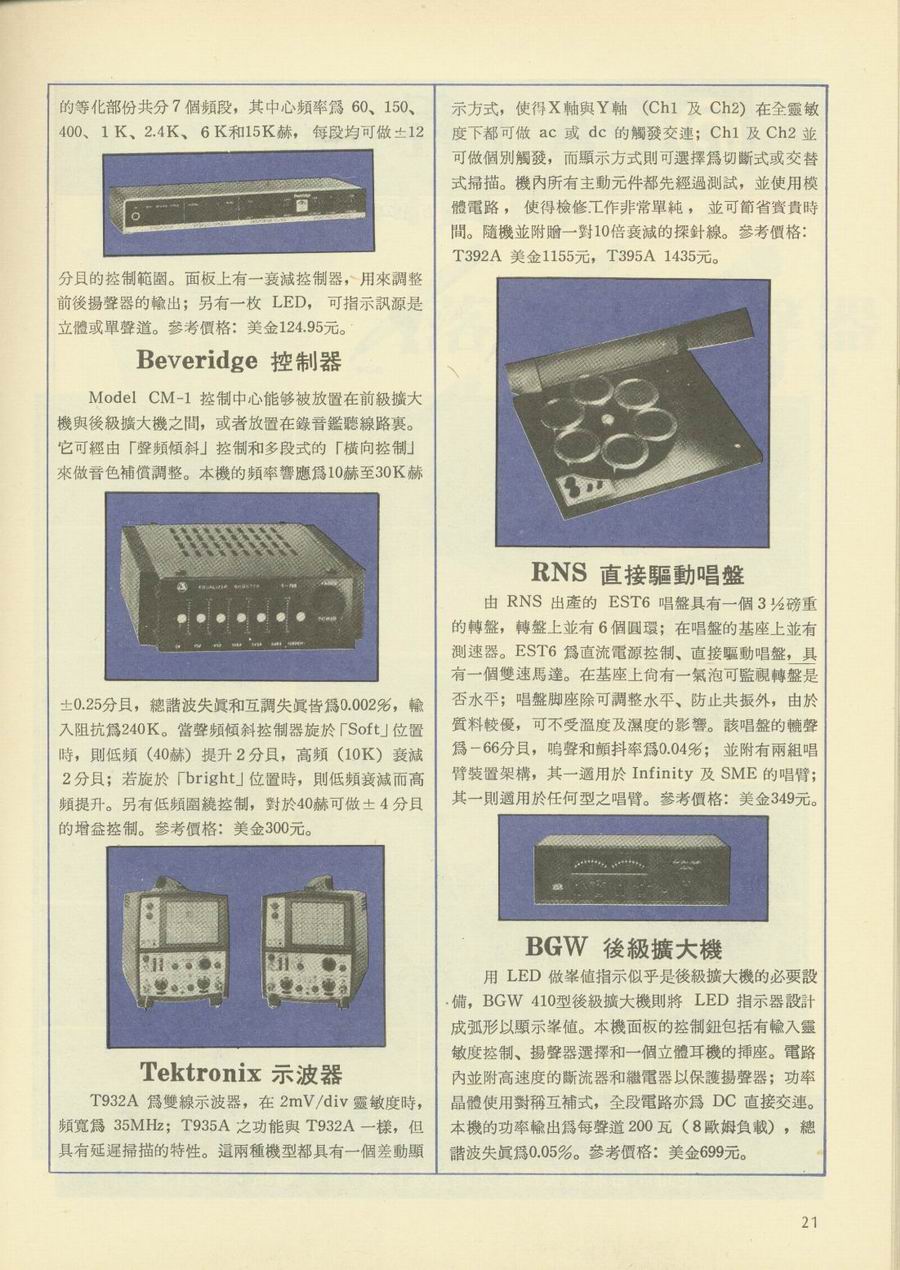 的等化部份共分7個頻段，其中心頻率爲 60、150、
400、1K、2.4K、6K和15K赫，每段均可做±12
分貝的控制範圍。面板上有一衰減控制器，用來調整
前後揚聲器的輸出；另有一枚 LED，可指示訊源是
立體或單聲道。參考價格：美金124.95元。
Beveridge 控制器
Model CM-1 控制中心能够被放置在前級擴大
機與後級擴大機之間，或者放置在錄音鑑聽線路裏。
它可經由「聲頻傾斜」控制和多段式的「橫向控制」
來做音色補償調整。本機的頻率響應爲10赫至30K赫
EQUALIZER BOOSTER
POWER
±0.25分貝，總諧波失眞和互調失眞皆爲0.002%，輸
入阻抗爲240K。當聲頻傾斜控制器旋於「Soft」位置
時，則低頻（40赫）提升2分貝，高頻（10K）衰減
2分貝；若旋於「bright」位置時，則低頻衰減而高
頻提升。另有低頻圍繞控制，對於40赫可做±4分貝
的增益控制。參考價格：美金300元。
Tektronix 示波器
T932A 爲雙線示波器，在 2mV/div 靈敏度時，
頻寬爲 35MHz；T935A 之功能與 T932A 一樣，但
具有延遲掃描的特性。這兩種機型都具有一個差動顯
示方式，使得X軸與Y軸 （Ch1 及 Ch2）在全靈敏
度下都可做 ac 或 dc 的觸發交連；Ch1 及 Ch2 並
可做個別觸發，而顯示方式則可選擇爲切斷式或交替
式掃描。機內所有主動元件都先經過測試，並使用模
體電路，使得檢修工作非常單純，並可節省寶貴時
間。隨機並附贈一對10倍衰減的探針線。參考價格：
T392A 美金1155元，T395A 1435元。
RNS 直接驅動唱盤
由 RNS 出產的 EST6 唱盤具有一個3½磅重
的轉盤，轉盤上並有6個圓環；在唱盤的基座上並有
測速器。EST6 爲直流電源控制、直接驅動唱盤，具
有一個雙速馬達。在基座上尙有一氣泡可監視轉盤是
否水平；唱盤脚座除可調整水平、防止共振外，由於
質料較優，可不受溫度及濕度的影響。該唱盤的轆聲
爲－66分貝，嗚聲和顫抖率爲0.04%；並附有兩組唱
臂裝置架構，其一適用於 Infinity 及 SME 的唱臂；
其一則適用於任何型之唱臂。參考價格：美金349元。
BGW 後級擴大機
用 LED 做峯值指示似乎是後級擴大機的必要設
備，BGW 410型後級擴大機則將 LED 指示器設計
成弧形以顯示峯值。本機面板的控制鈕包括有輸入靈
敏度控制、揚聲器選擇和一個立體耳機的揷座。電路
內並附高速度的斷流器和繼電器以保護揚聲器；功率
晶體使用對稱互補式，全段電路亦爲 DC 直接交連。
本機的功率輸出爲每聲道200瓦（8歐姆負載），總
諧波失眞爲0.05%。參考價格：美金699元。
21